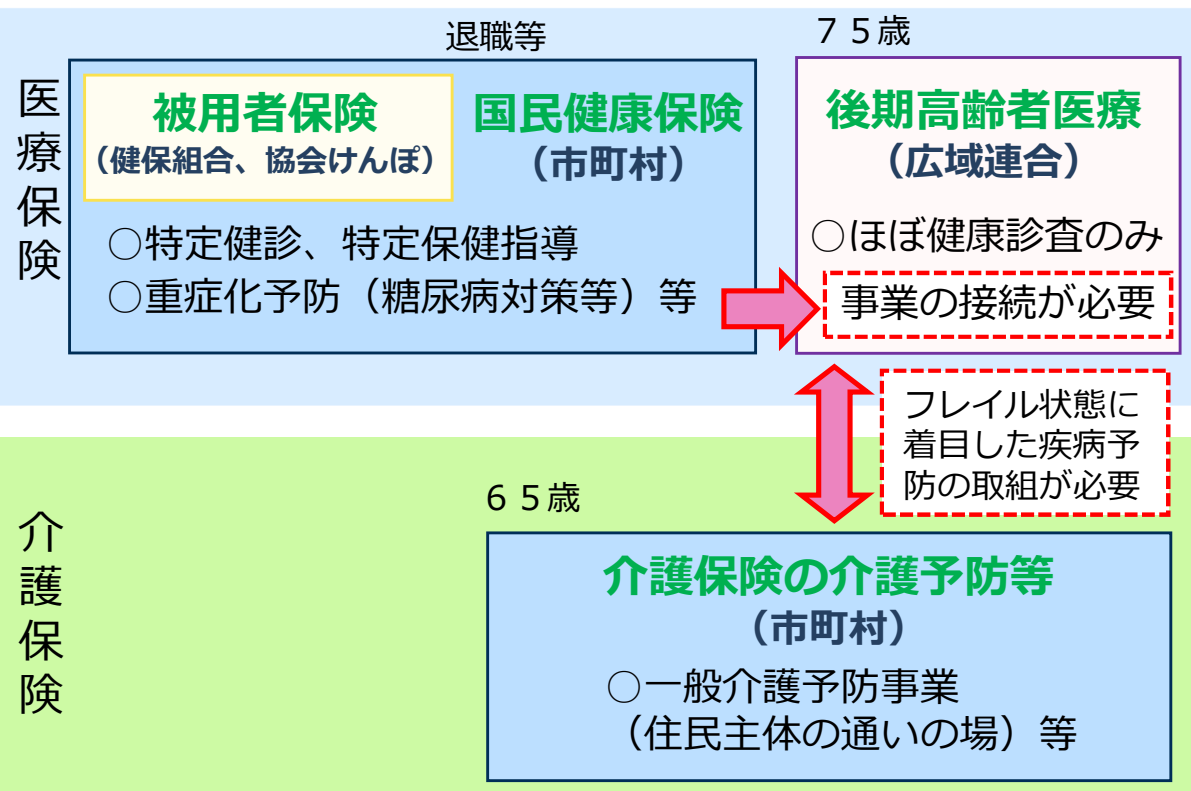 退職等
７５歳
医療保険
被用者保険
（健保組合、協会けんぽ）
国民健康保険
（市町村）
○特定健診、特定保健指導
○重症化予防（糖尿病対策等）等
後期高齢者医療
（広域連合）
○ほぼ健康診査のみ
事業の接続が必要
フレイル状態に
着目した疾病予
防の取組が必要
介護保険
６５歳
介護保険の介護予防等
（市町村）
○一般介護予防事業
（住民主体の通いの場）等